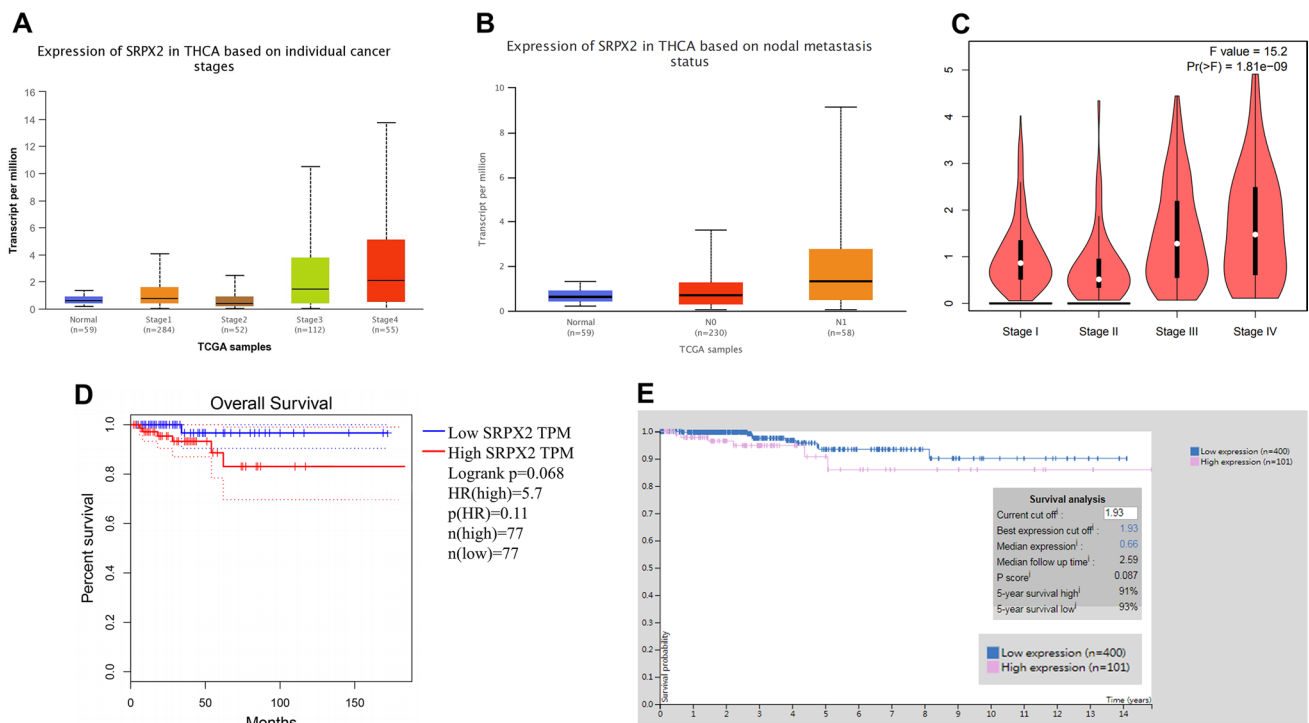 A
Expression of SRPX2 in THCA based on individual cancer
stages
Transcript per million
16
14
12
10
8
6
4
2
0
Normal
(n=59)
Stage1
(n=284)
Stage2
(n=52)
Stage3
(n=112)
Stage4
(n=55)
TCGA samples
B
Expression of SRPX2 in THCA based on nodal metastasis
status
Transcript per million
10
8
6
4
2
0
Normal
(n=59)
N0
(n=230)
N1
(n=58)
TCGA samples
C
F value = 15.2
Pr(>F) = 1.81e−09
5
4
3
2
1
0
Stage I
Stage II
Stage III
Stage IV
D
Overall Survival
Percent survival
1.0
0.8
0.6
0.4
0.2
0.0
0
50
100
150
Months
Low SRPX2 TPM
High SRPX2 TPM
Logrank p=0.068
HR(high)=5.7
p(HR)=0.11
n(high)=77
n(low)=77
E
1.0
0.9
0.8
0.7
0.6
0.5
0.4
0.3
0.2
0.1
0.0
Survival probability
0 1 2 3 4 5 6 7 8 9 10 11 12 13 14
Time (years)
Low expression (n=400)
High expression (n=101)
Survival analysis
Current cut off i : 1.93
Best expression cut off i : 1.93
Median expression i : 0.66
Median follow up time i : 2.59
P score i 0.087
5-year survival high i 91%
5-year survival low i 93%
Low expression (n=400)
High expression (n=101)